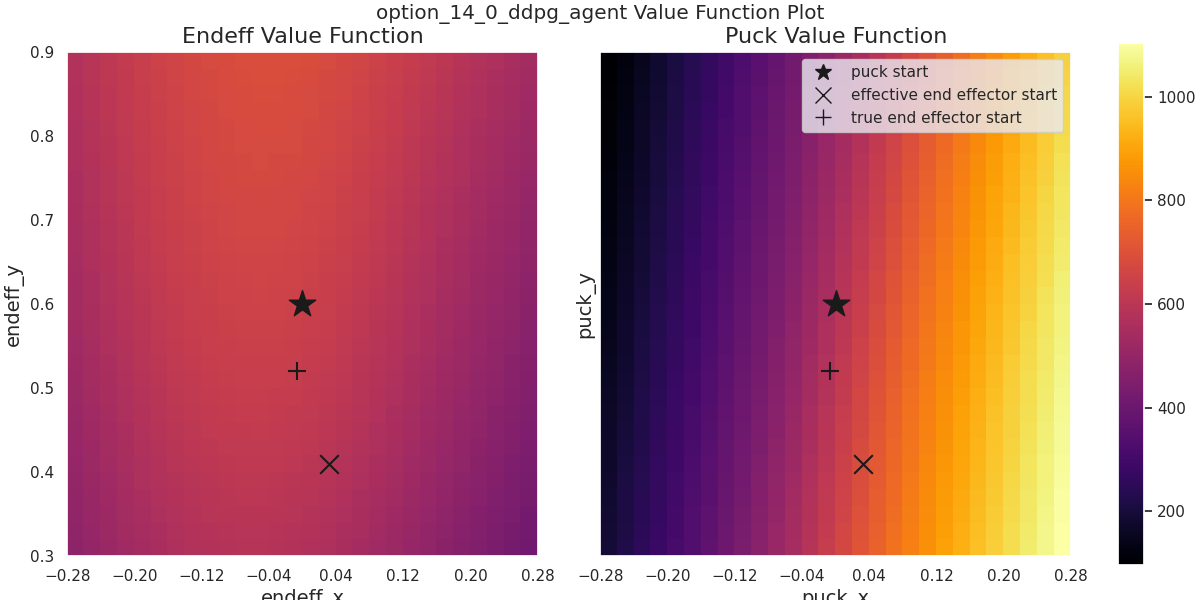 option_14_0_ddpg_agent Value Function Plot
Endeff Value Function
Puck Value Function
0.9
0.8
0.7
0.6
0.5
0.4
0.3
endeff_y
−0.28 −0.20 −0.12 −0.04 0.04 0.12 0.20 0.28
endeff_x
puck_y
puck start
effective end effector start
true end effector start
−0.28 −0.20 −0.12 −0.04 0.04 0.12 0.20 0.28
puck_x
1000
800
600
400
200